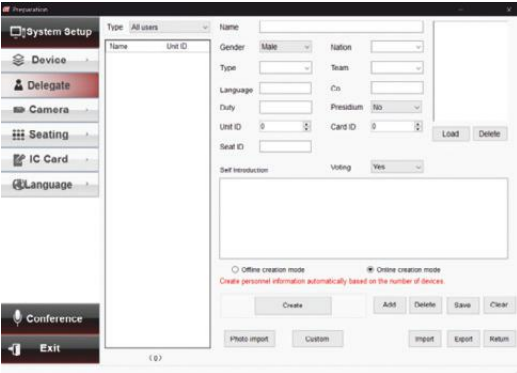 Preparation
System Setup
Device
Delegate
Camera
Seating
IC Card
Language
Conference
Exit
Type All users
Name Unit ID
( 0 )
Name
Gender Male Nation
Type Team
Language Co.
Duty Presidium No
Unit ID 0 Card ID 0
Seat ID
Load Delete
Self Introduction Voting Yes
Offline creation mode Online creation mode
Create personnel information automatically based on the number of devices.
Create Add Delete Save Clear
Photo import Custom Import Export Return